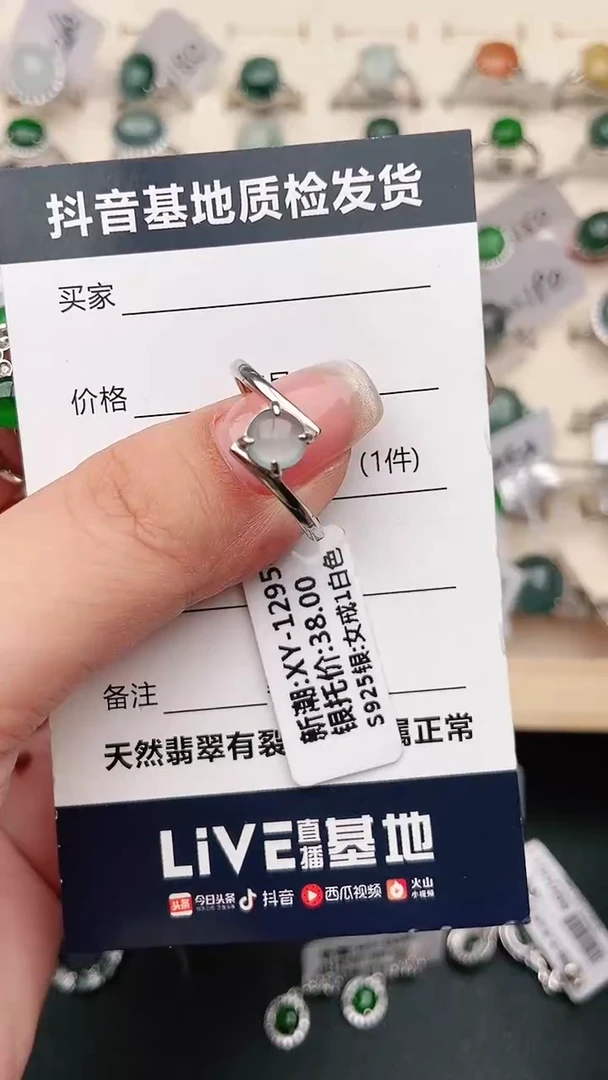 抖音基地质检发货
买家
价格
(1件)
新潮:XY-1295
银托价:38.00
S925银:女戒1白色
备注
天然翡翠有裂
属正常
LiVE直播基地
头条 今日头条 抖音 西瓜视频 火山小视频